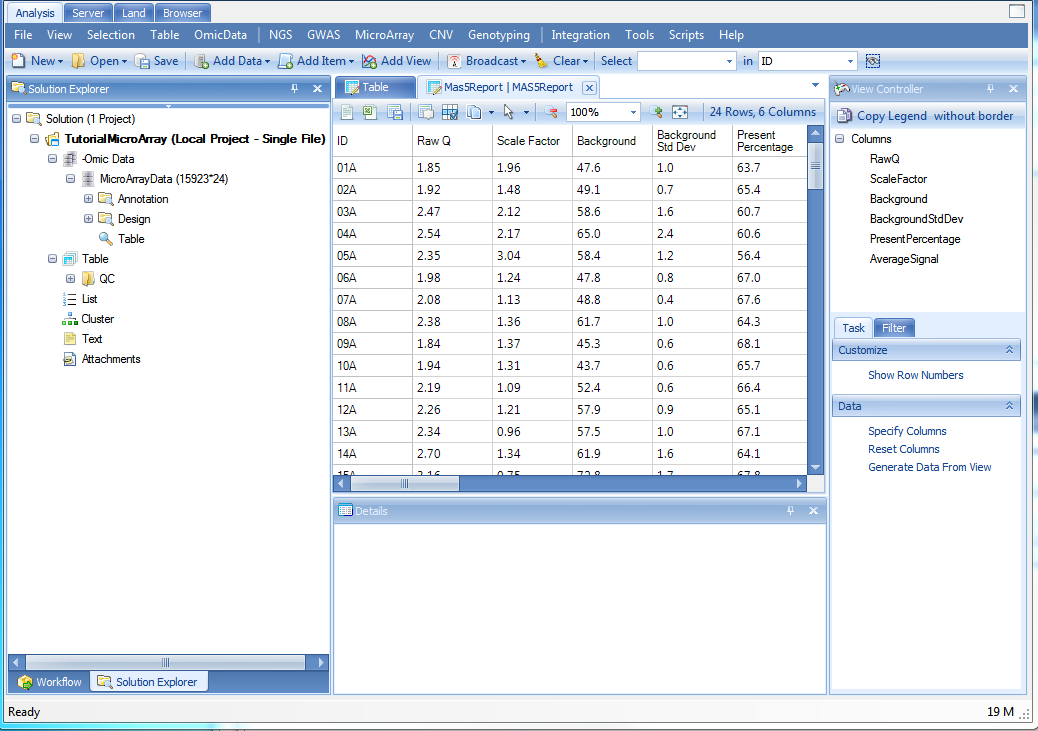 Analysis Server Land Browser
File View Selection Table OmicData NGS GWAS MicroArray CNV Genotyping Integration Tools Scripts Help
New Open Save Add Data Add Item Add View Broadcast Clear Select in ID
Solution Explorer
Solution (1 Project)
TutorialMicroArray (Local Project - Single File)
-Omic Data
MicroArrayData (15923*24)
Annotation
Design
Table
Table
QC
List
Cluster
Text
Attachments
Workflow Solution Explorer
Table Mas5Report | MAS5Report
100% 24 Rows, 6 Columns
ID Raw Q Scale Factor Background Background Std Dev Present Percentage
01A 1.85 1.96 47.6 1.0 63.7
02A 1.92 1.48 49.1 0.7 65.4
03A 2.47 2.12 58.6 1.6 60.7
04A 2.54 2.17 65.0 2.4 60.6
05A 2.35 3.04 58.4 1.2 56.4
06A 1.98 1.24 47.8 0.8 67.0
07A 2.08 1.13 48.8 0.4 67.6
08A 2.38 1.36 61.7 1.0 64.3
09A 1.84 1.37 45.3 0.6 68.1
10A 1.94 1.31 43.7 0.6 65.7
11A 2.19 1.09 52.4 0.6 66.4
12A 2.26 1.21 57.9 0.9 65.1
13A 2.34 0.96 57.5 1.0 67.1
14A 2.70 1.34 61.9 1.6 64.1
15A 3.16 0.75 72.8 1.7 67.8
Details
View Controller
Copy Legend without border
Columns
RawQ
ScaleFactor
Background
BackgroundStdDev
PresentPercentage
AverageSignal
Task Filter
Customize
Show Row Numbers
Data
Specify Columns
Reset Columns
Generate Data From View
Ready 19 M